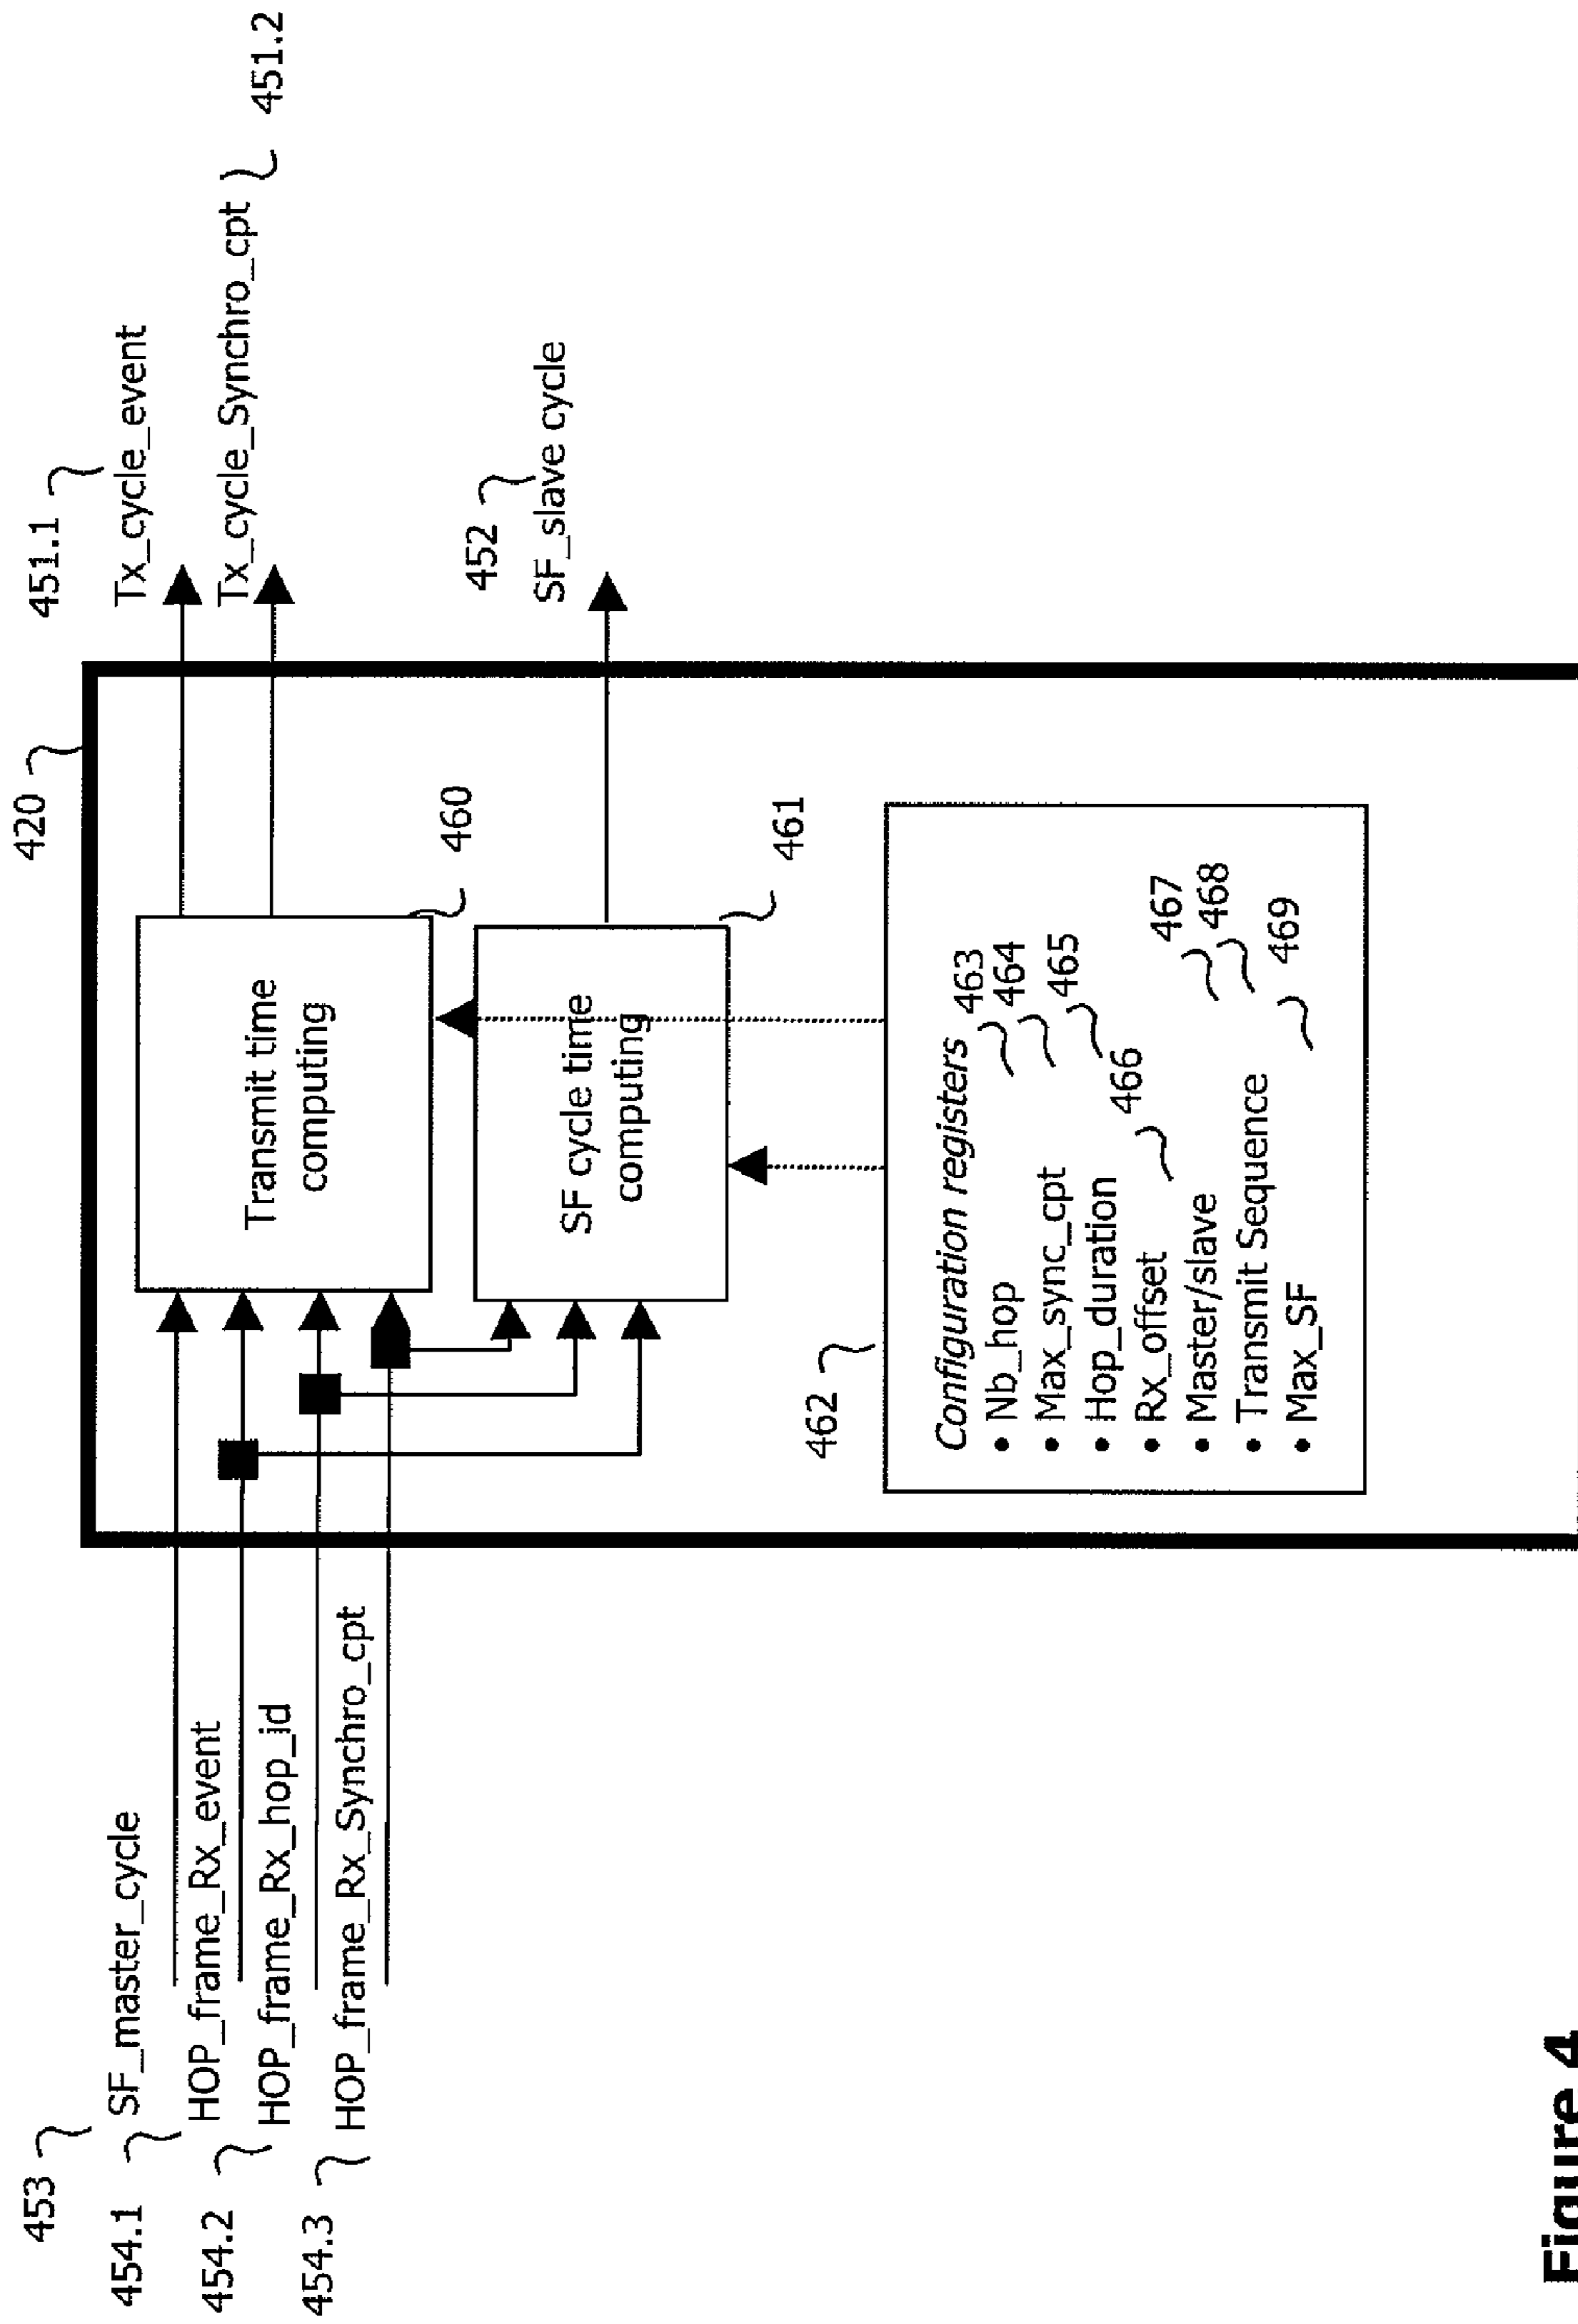 453
SF_master_cycle
454.1
HOP_frame_Rx_event
454.2
HOP_frame_Rx_hop_id
454.3
HOP_frame_Rx_Synchro_cpt
420
Transmit time
computing
460
SF cycle time
computing
461
462
Configuration registers
• Nb_hop
463
• Max_sync_cpt
464
• Hop_duration
465
• Rx_offset
466
• Master/slave
467
• Transmit Sequence
468
• Max_SF
469
451.1
Tx_cycle_event
Tx_cycle_Synchro_cpt
451.2
452
SF_slave cycle
Figure 4